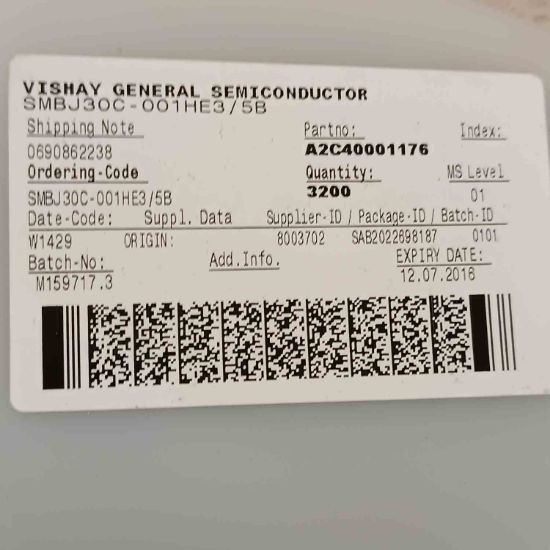 VISHAY GENERAL SEMICONDUCTOR
SMBJ30C-001HE3/5B
Shipping Note Partno: Index:
0690862238 A2C40001176
Ordering-Code Quantity: MS Level
SMBJ30C-001HE3/5B 3200 01
Date-Code: Suppl. Data Supplier-ID / Package-ID / Batch-ID
W1429 ORIGIN: 8003702 SAB2022698187 0101
Batch-No: Add.Info. EXPIRY DATE:
M159717.3 12.07.2016